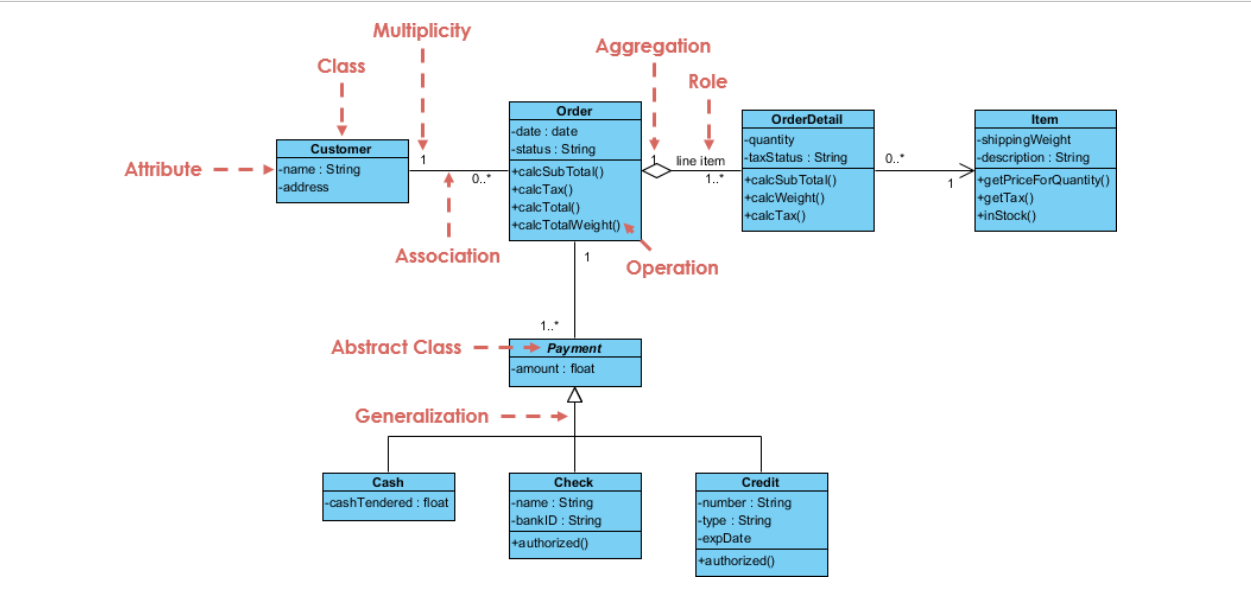 Multiplicity
Aggregation
Class
Role
Order
-date : date
-status : String
+calcSubTotal()
+calcTax()
+calcTotal()
+calcTotalWeight()
OrderDetail
-quantity
-taxStatus : String
+calcSubTotal()
+calcWeight()
+calcTax()
Item
-shippingWeight
-description : String
+getPriceForQuantity()
+getTax()
+inStock()
Customer
-name : String
-address
Attribute
1
0..*
1
line item
1..*
0..*
1
Association
Operation
1
1..*
Abstract Class
Payment
-amount : float
Generalization
Cash
-cashTendered : float
Check
-name : String
-bankID : String
+authorized()
Credit
-number : String
-type : String
-expDate
+authorized()